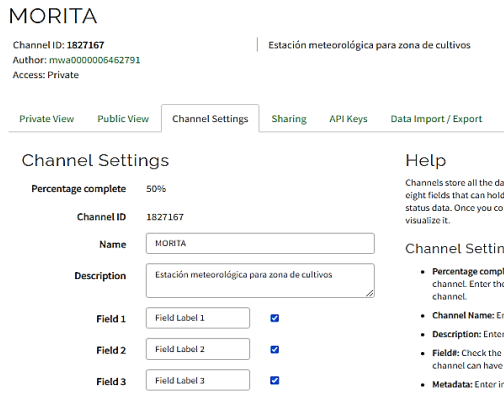 MORITA
Channel ID: 1827167
Author: mwa0000006462791
Access: Private
Estación meteorológica para zona de cultivos
Private View Public View Channel Settings Sharing API Keys Data Import / Export
Channel Settings
Percentage complete 50%
Channel ID 1827167
Name MORITA
Description Estación meteorológica para zona de cultivos
Field 1 Field Label 1
Field 2 Field Label 2
Field 3 Field Label 3
Help
Channels store all the da
eight fields that can hold
status data. Once you co
visualize it.
Channel Settin
Percentage compl
channel. Enter the
channel.
Channel Name: En
Description: Enter
Field#: Check the
channel can have
Metadata: Enter in